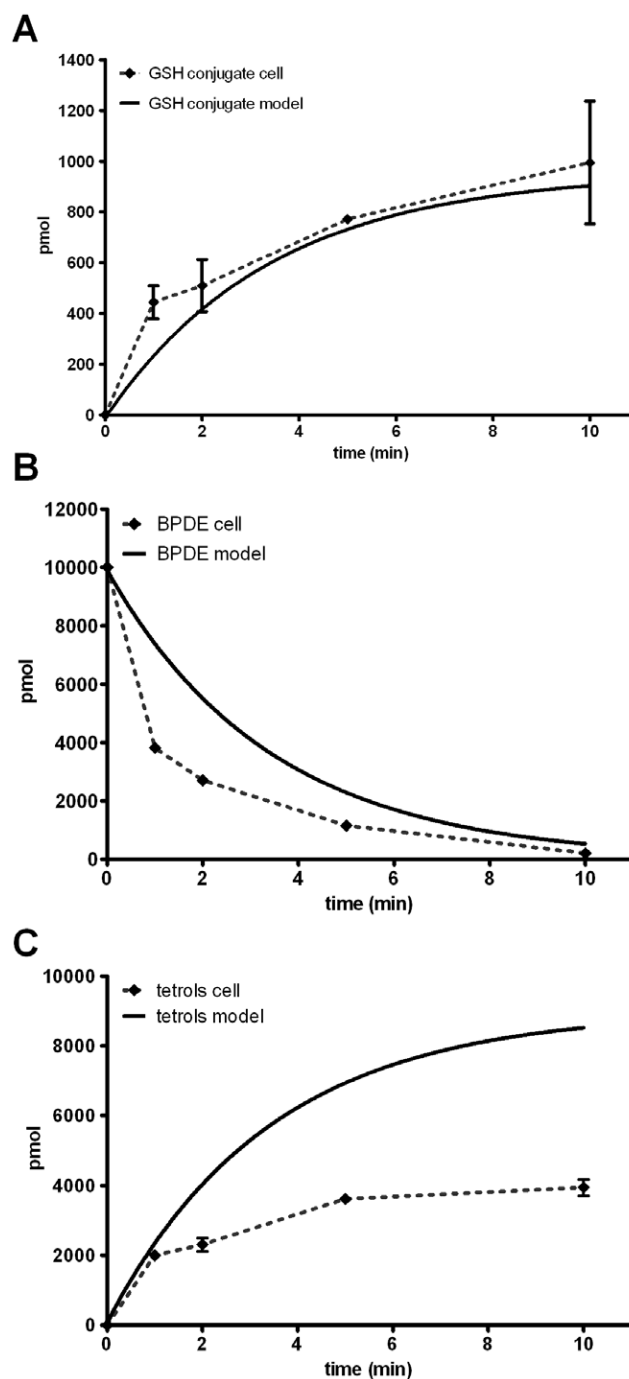 A
1400
1200
1000
800
600
400
200
0
pmol
GSH conjugate cell
GSH conjugate model
0 2 4 6 8 10
time (min)
B
12000
10000
8000
6000
4000
2000
0
pmol
BPDE cell
BPDE model
0 2 4 6 8 10
time (min)
C
10000
8000
6000
4000
2000
0
pmol
tetrols cell
tetrols model
0 2 4 6 8 10
time (min)